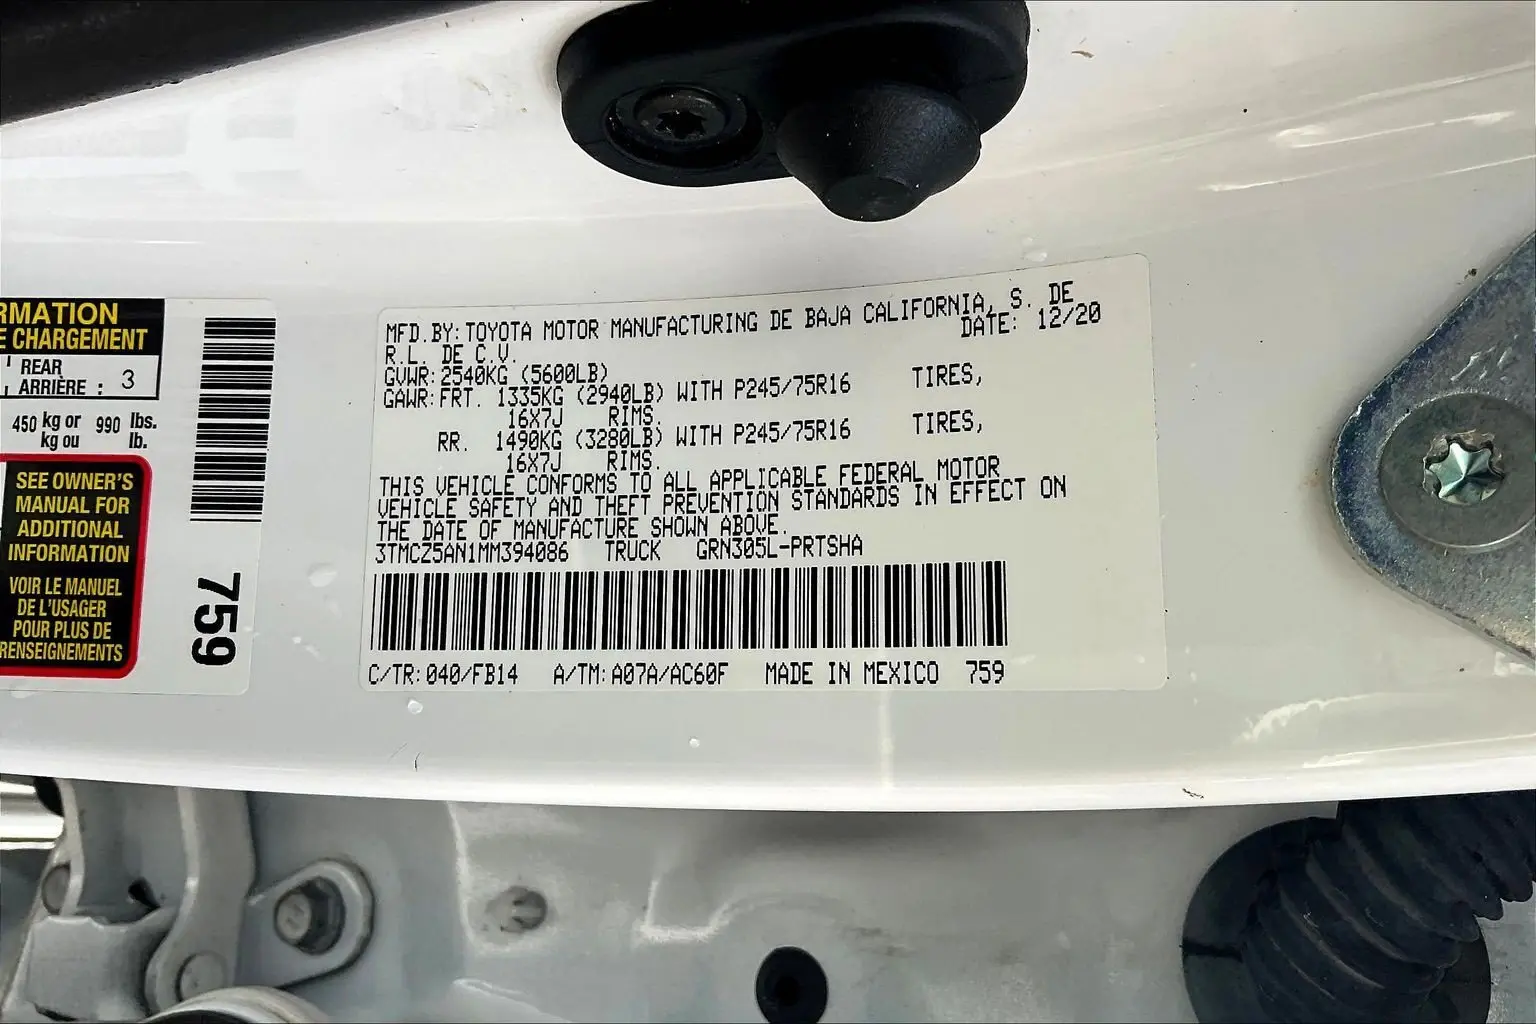 RMATION
E CHARGEMENT
REAR
ARRIÈRE : 3
450 kg or 990 lbs.
kg ou lb.
SEE OWNER'S
MANUAL FOR
ADDITIONAL
INFORMATION
VOIR LE MANUEL
DE L'USAGER
POUR PLUS DE
RENSEIGNEMENTS
759
MFD.BY: TOYOTA MOTOR MANUFACTURING DE BAJA CALIFORNIA, S. DE
R.L. DE C.V. DATE: 12/20
GVWR: 2540KG (5600LB)
GAWR: FRT. 1335KG (2940LB) WITH P245/75R16 TIRES,
16X7J RIMS.
RR. 1490KG (3280LB) WITH P245/75R16 TIRES,
16X7J RIMS.
THIS VEHICLE CONFORMS TO ALL APPLICABLE FEDERAL MOTOR
VEHICLE SAFETY AND THEFT PREVENTION STANDARDS IN EFFECT ON
THE DATE OF MANUFACTURE SHOWN ABOVE.
3TMCZ5AN1MM394086 TRUCK GRN305L-PRTSHA
C/TR: 040/FB14 A/TM: A07A/AC60F MADE IN MEXICO 759